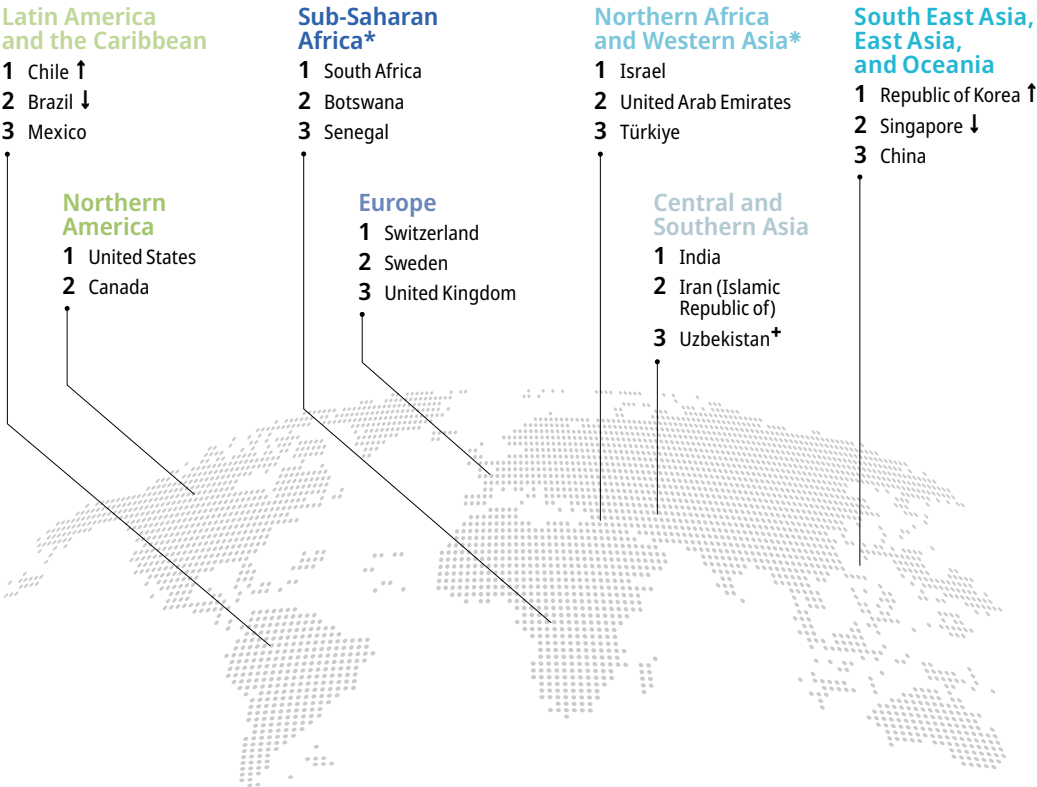 Latin America
and the Caribbean
1 Chile ↑
2 Brazil ↓
3 Mexico
Sub-Saharan
Africa*
1 South Africa
2 Botswana
3 Senegal
Northern Africa
and Western Asia*
1 Israel
2 United Arab Emirates
3 Türkiye
South East Asia,
East Asia,
and Oceania
1 Republic of Korea ↑
2 Singapore ↓
3 China
Northern
America
1 United States
2 Canada
Europe
1 Switzerland
2 Sweden
3 United Kingdom
Central and
Southern Asia
1 India
2 Iran (Islamic
Republic of)
3 Uzbekistan+